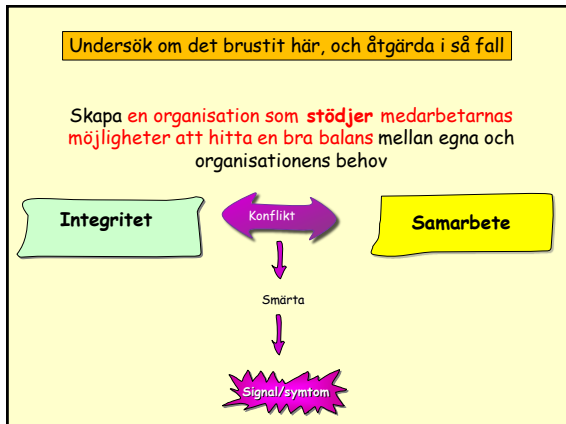 Undersök om det brustit här, och åtgärda i så fall
Skapa en organisation som stödjer medarbetarnas
möjligheter att hitta en bra balans mellan egna och
organisationens behov
Integritet
Konflikt
Samarbete
Smärta
Signal/symtom